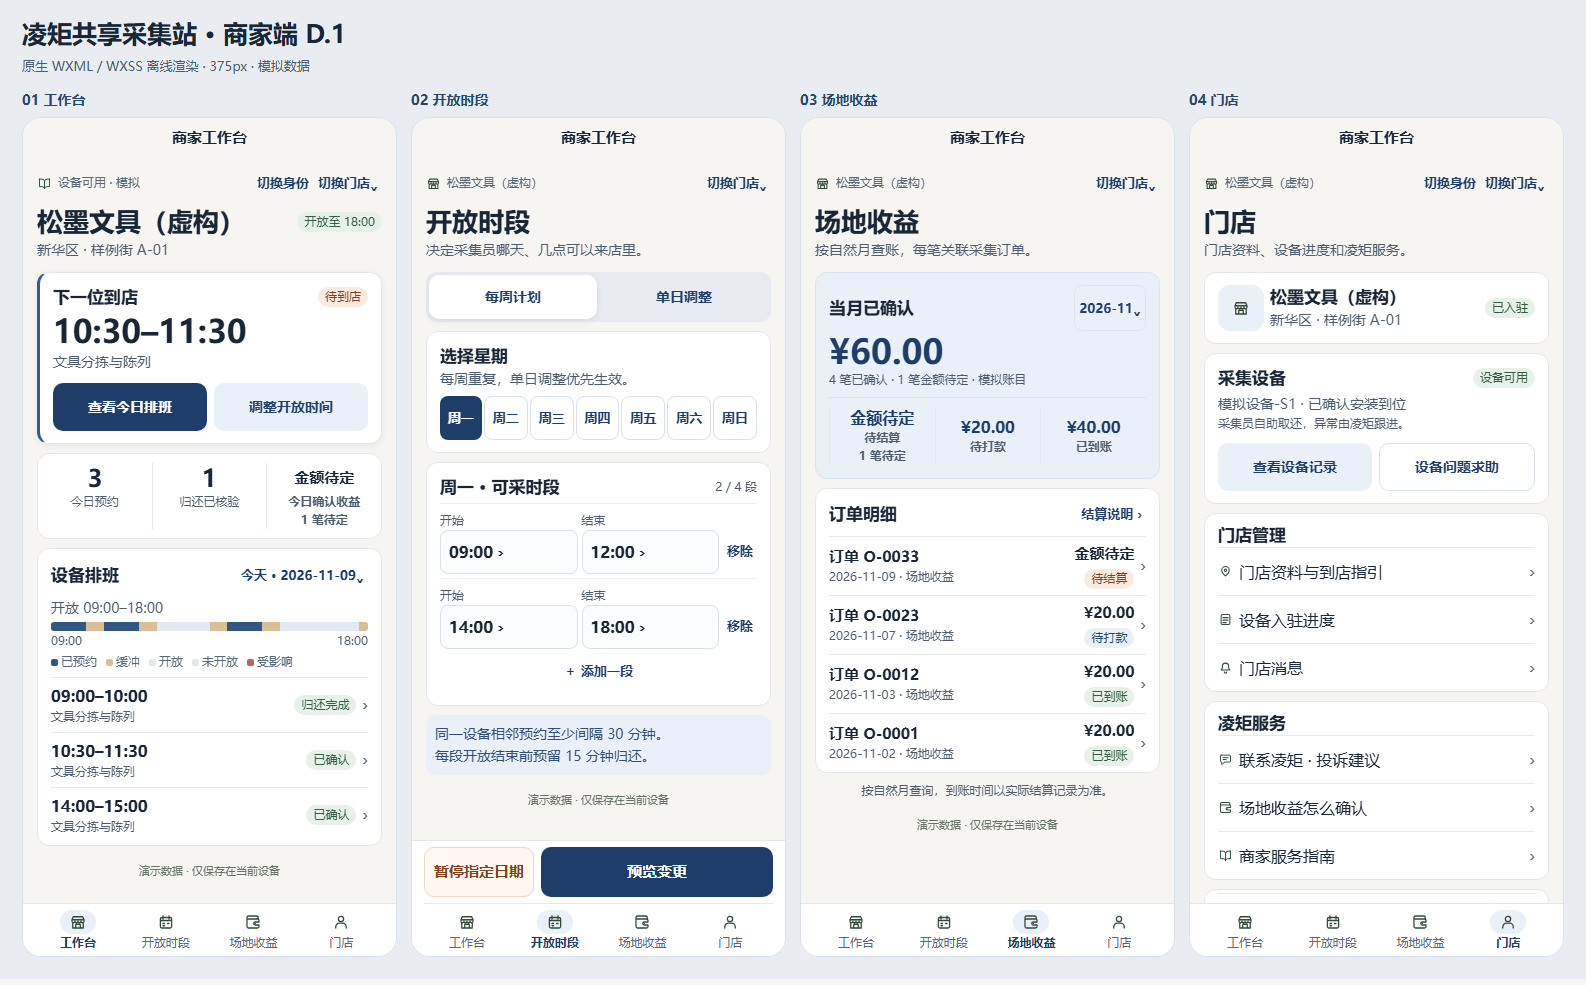 凌矩共享采集站 • 商家端 D.1
原生 WXML / WXSS 离线渲染 · 375px · 模拟数据
01 工作台
商家工作台
设备可用 · 模拟
切换身份 切换门店
松墨文具（虚构）
开放至 18:00
新华区 · 样例街 A-01
下一位到店
待到店
10:30–11:30
文具分拣与陈列
查看今日排班
调整开放时间
3
今日预约
1
归还已核验
金额待定
今日确认收益
1 笔待定
设备排班
今天 • 2026-11-09
开放 09:00–18:00
09:00
18:00
已预约 缓冲 开放 未开放 受影响
09:00–10:00
文具分拣与陈列
归还完成 ›
10:30–11:30
文具分拣与陈列
已确认 ›
14:00–15:00
文具分拣与陈列
已确认 ›
演示数据 · 仅保存在当前设备
工作台 开放时段 场地收益 门店
02 开放时段
商家工作台
松墨文具（虚构）
切换门店
开放时段
决定采集员哪天、几点可以来店里。
每周计划
单日调整
选择星期
每周重复，单日调整优先生效。
周一 周二 周三 周四 周五 周六 周日
周一 • 可采时段
2 / 4 段
开始 结束
09:00 › 12:00 › 移除
开始 结束
14:00 › 18:00 › 移除
+ 添加一段
同一设备相邻预约至少间隔 30 分钟。
每段开放结束前预留 15 分钟归还。
演示数据 · 仅保存在当前设备
暂停指定日期
预览变更
工作台 开放时段 场地收益 门店
03 场地收益
商家工作台
松墨文具（虚构）
切换门店
场地收益
按自然月查账，每笔关联采集订单。
当月已确认
2026-11
¥60.00
4 笔已确认 · 1 笔金额待定 · 模拟账目
金额待定
待结算
1 笔待定
¥20.00
待打款
¥40.00
已到账
订单明细
结算说明 ›
订单 O-0033
2026-11-09 · 场地收益
金额待定
待结算 ›
订单 O-0023
2026-11-07 · 场地收益
¥20.00
待打款 ›
订单 O-0012
2026-11-03 · 场地收益
¥20.00
已到账 ›
订单 O-0001
2026-11-02 · 场地收益
¥20.00
已到账 ›
按自然月查询，到账时间以实际结算记录为准。
演示数据 · 仅保存在当前设备
工作台 开放时段 场地收益 门店
04 门店
商家工作台
松墨文具（虚构）
切换身份 切换门店
门店
门店资料、设备进度和凌矩服务。
松墨文具（虚构）
新华区 · 样例街 A-01
已入驻
采集设备
设备可用
模拟设备-S1 · 已确认安装到位
采集员自助取还，异常由凌矩跟进。
查看设备记录
设备问题求助
门店管理
门店资料与到店指引 ›
设备入驻进度 ›
门店消息 ›
凌矩服务
联系凌矩 · 投诉建议 ›
场地收益怎么确认 ›
商家服务指南 ›
工作台 开放时段 场地收益 门店